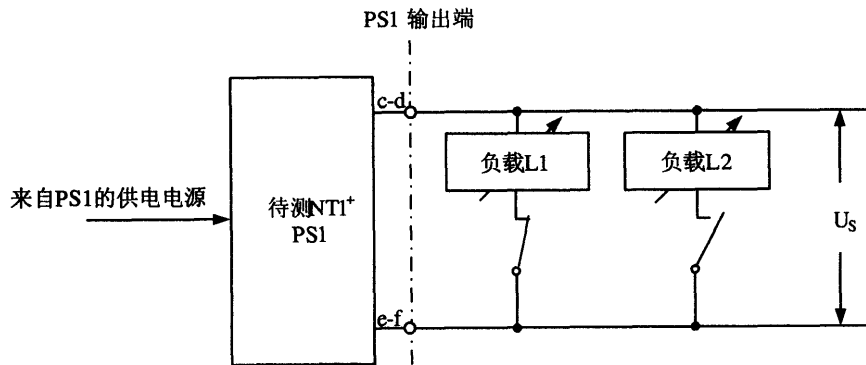 PS1 输出端
c-d
负载L1
负载L2
来自PS1的供电电源
待测NT1⁺
PS1
U_S
e-f